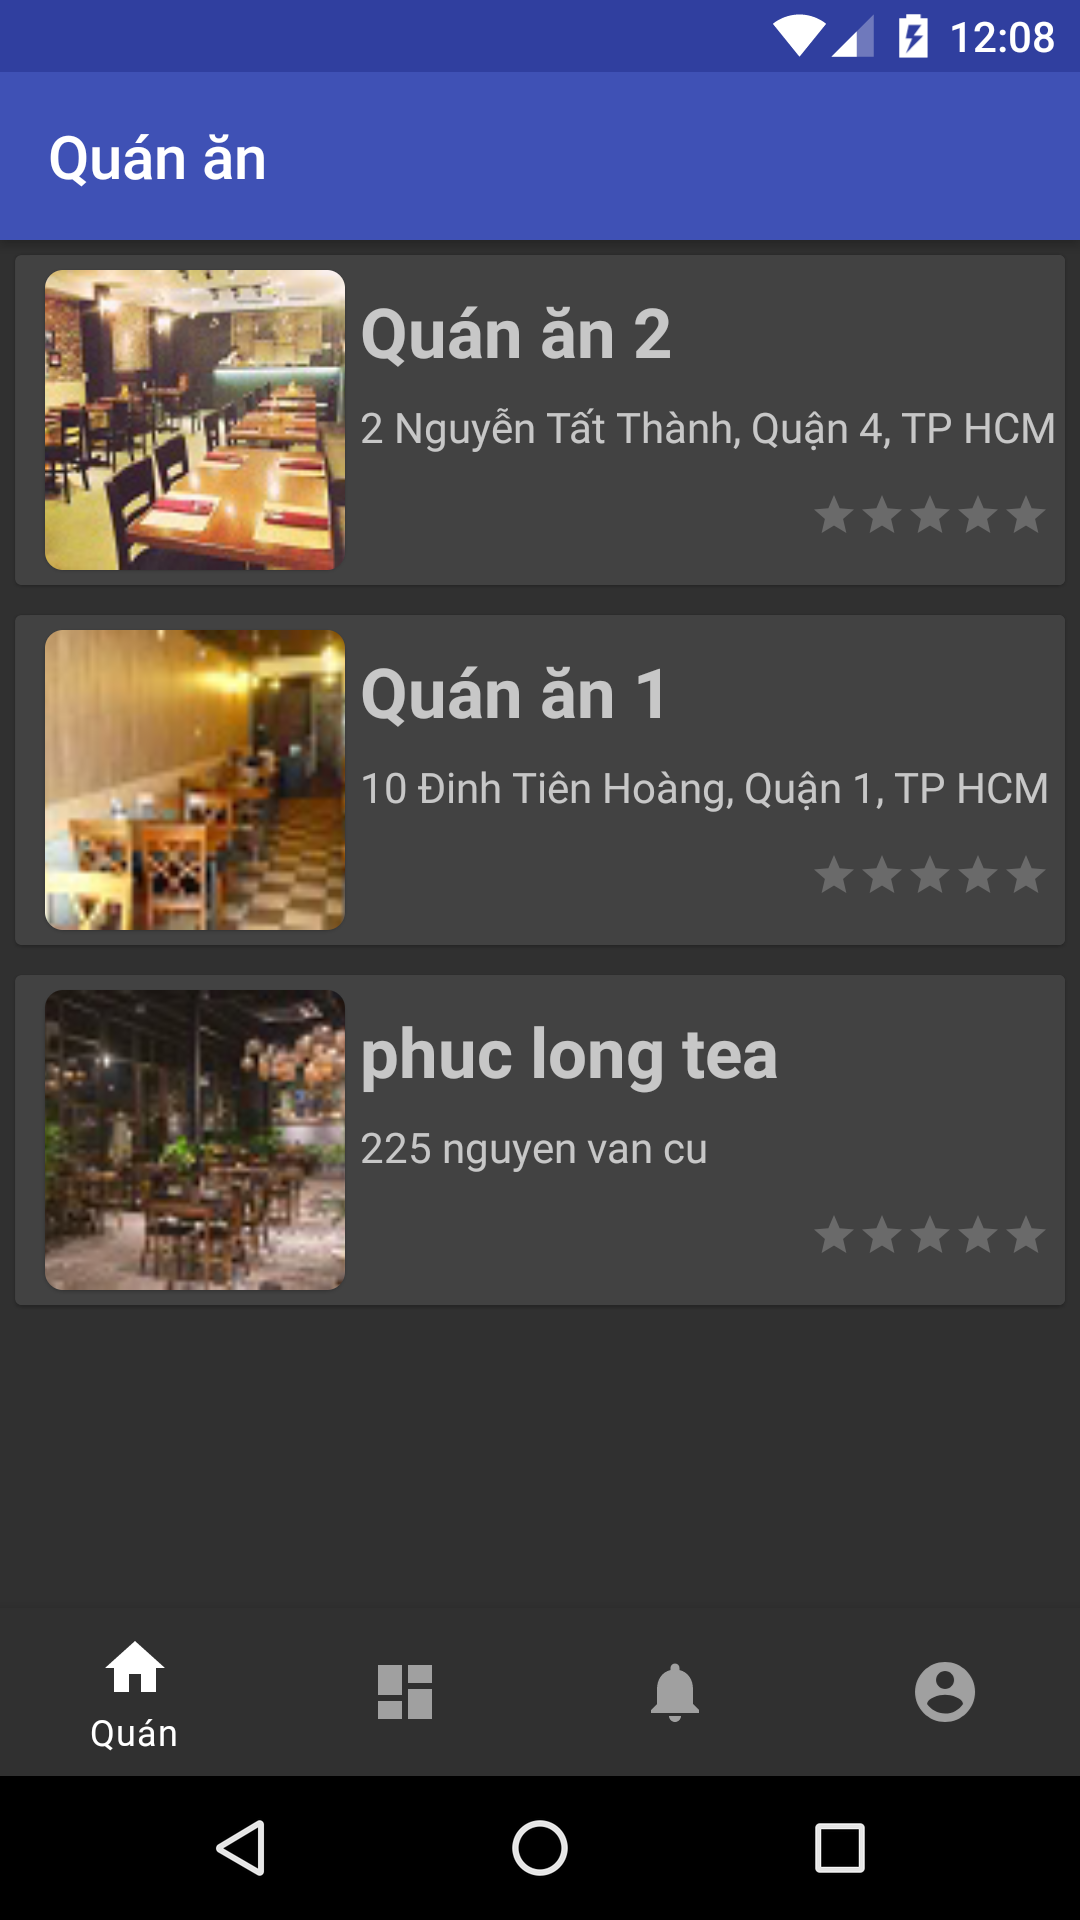 12:08
Quán ăn
Quán ăn 2
2 Nguyễn Tất Thành, Quận 4, TP HCM
Quán ăn 1
10 Đinh Tiên Hoàng, Quận 1, TP HCM
phuc long tea
225 nguyen van cu
Quán